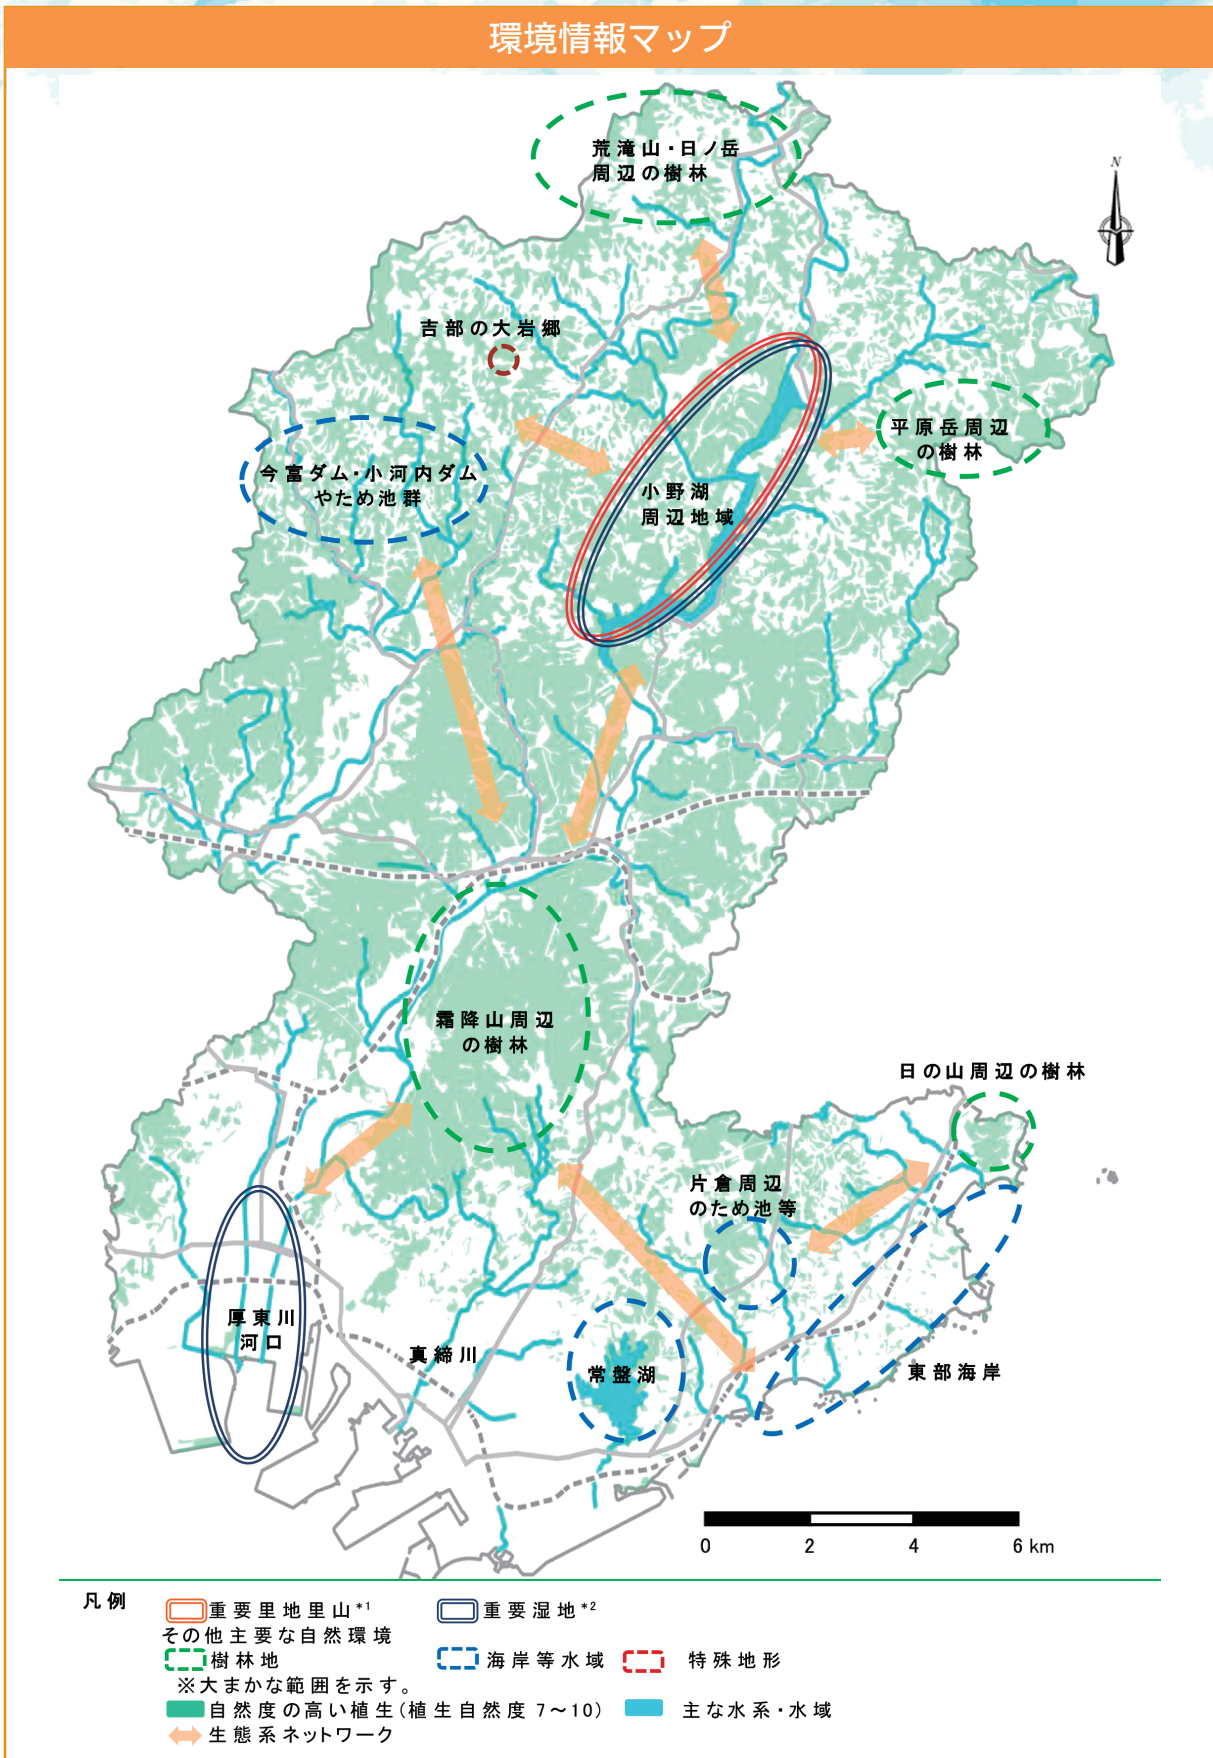 環境情報マップ
荒滝山・日ノ岳
周辺の樹林
N
吉部の大岩郷
平原岳周辺
の樹林
今富ダム・小河内ダム
やため池群
小野湖
周辺地域
霜降山周辺
の樹林
日の山周辺の樹林
片倉周辺
のため池等
厚東川
河口
真締川
常盤湖
東部海岸
0 2 4 6 km
凡例
重要里地里山*1 重要湿地*2
その他主要な自然環境
樹林地 海岸等水域 特殊地形
※大まかな範囲を示す。
自然度の高い植生(植生自然度 7～10) 主な水系・水域
生態系ネットワーク